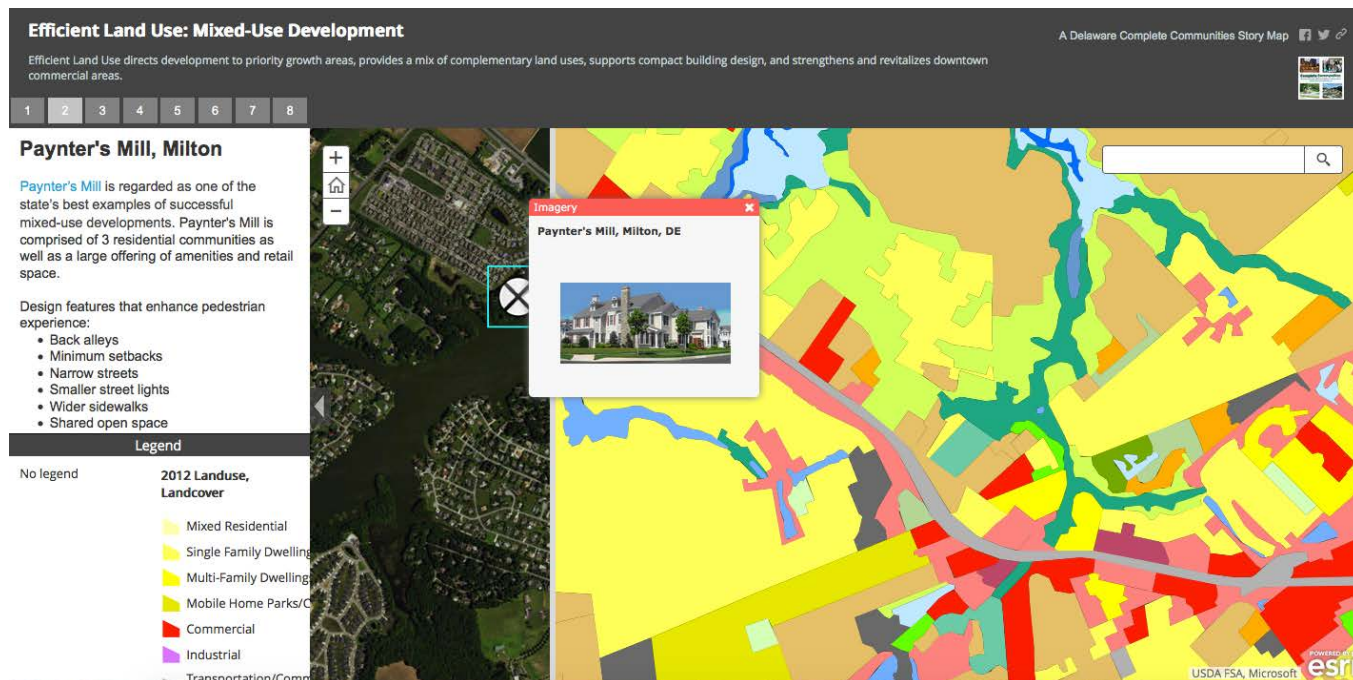 Efficient Land Use: Mixed-Use Development
A Delaware Complete Communities Story Map
Efficient Land Use directs development to priority growth areas, provides a mix of complementary land uses, supports compact building design, and strengthens and revitalizes downtown
commercial areas.
1 2 3 4 5 6 7 8
Paynter's Mill, Milton
Paynter's Mill is regarded as one of the
state's best examples of successful
mixed-use developments. Paynter's Mill is
comprised of 3 residential communities as
well as a large offering of amenities and retail
space.
Design features that enhance pedestrian
experience:
• Back alleys
• Minimum setbacks
• Narrow streets
• Smaller street lights
• Wider sidewalks
• Shared open space
Legend
No legend
2012 Landuse,
Landcover
Mixed Residential
Single Family Dwelling
Multi-Family Dwelling
Mobile Home Parks/C
Commercial
Industrial
Transportation/Comm
Imagery
Paynter's Mill, Milton, DE
USDA FSA, Microsoft
POWERED BY
esri